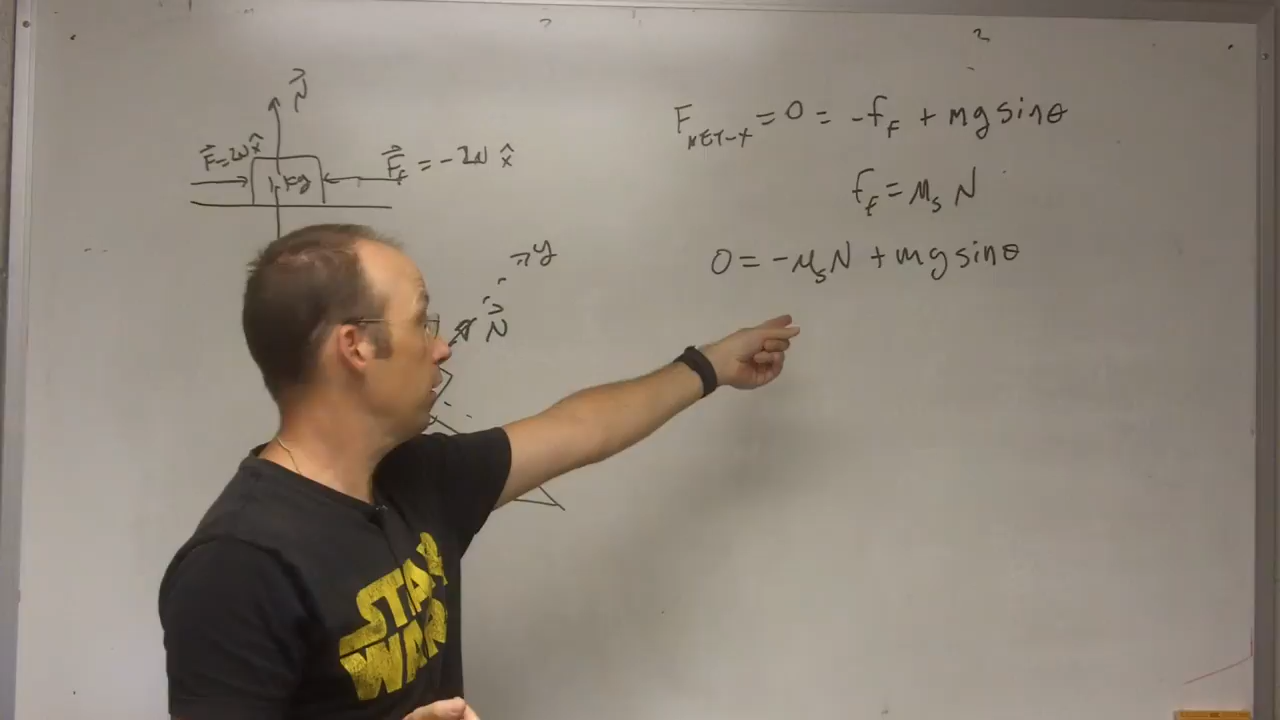 N⃗
F⃗=2N x̂
1 kg
F⃗_f = -2N x̂
y
N⃗
F_NET-X = 0 = -f_F + mg sinθ
f_f = μ_s N
0 = -μ_s N + mg sinθ
STAR
WARS